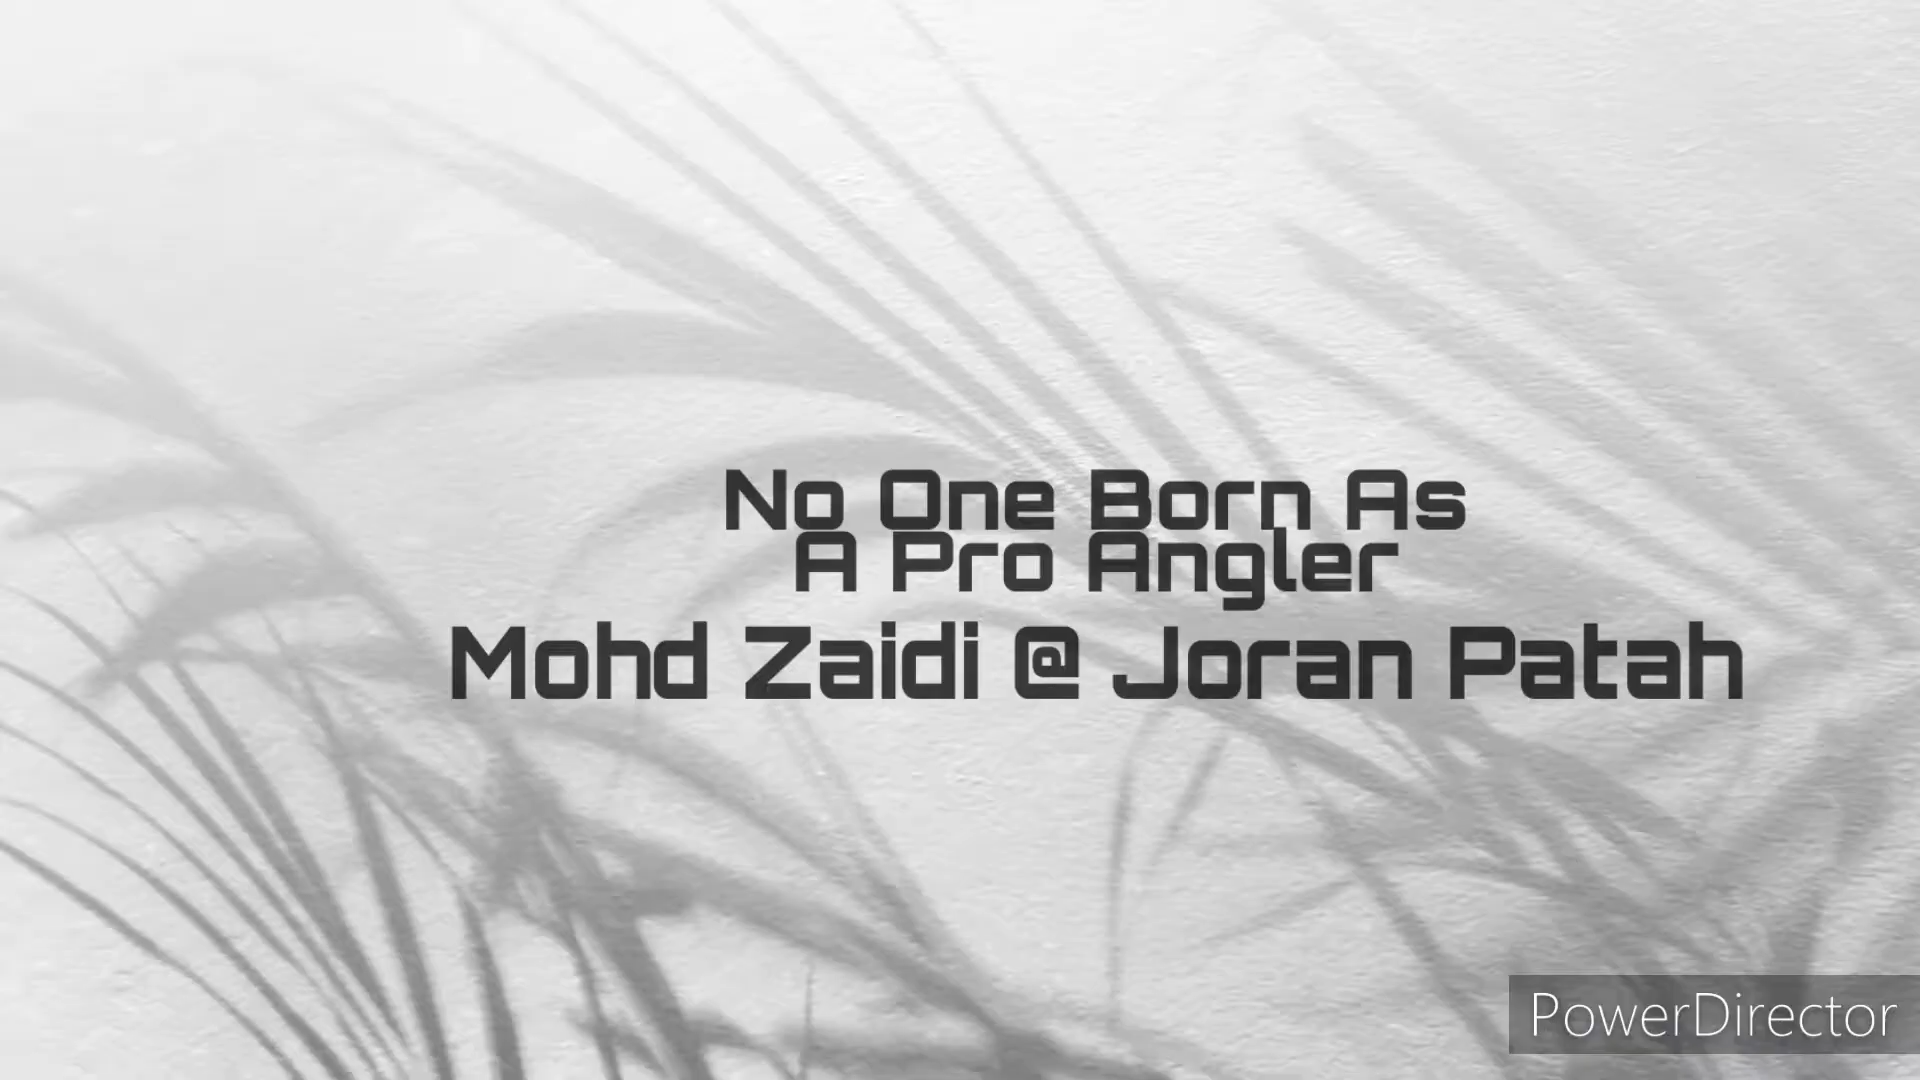 No One Born As
A Pro Angler
Mohd Zaidi @ Joran Patah
PowerDirector